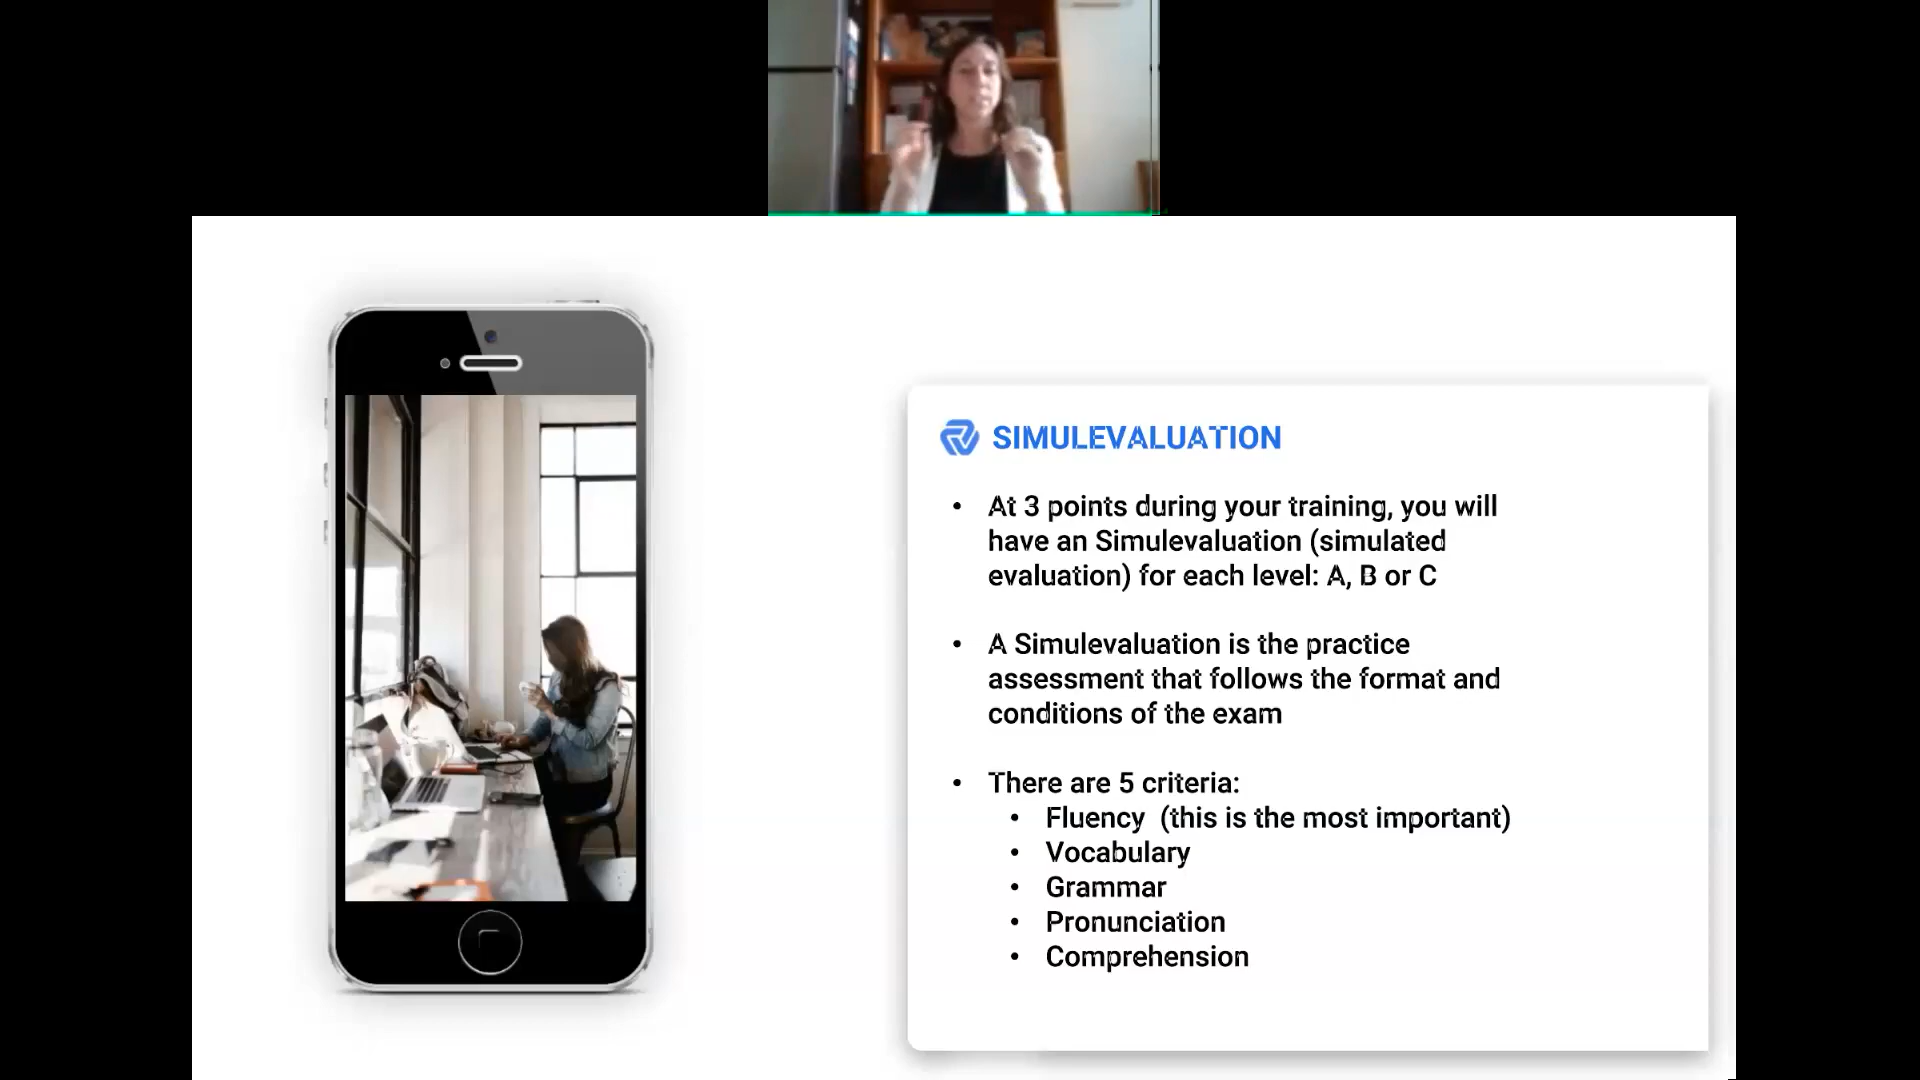 SIMULEVALUATION
• At 3 points during your training, you will
have an Simulevaluation (simulated
evaluation) for each level: A, B or C
• A Simulevaluation is the practice
assessment that follows the format and
conditions of the exam
• There are 5 criteria:
• Fluency (this is the most important)
• Vocabulary
• Grammar
• Pronunciation
• Comprehension